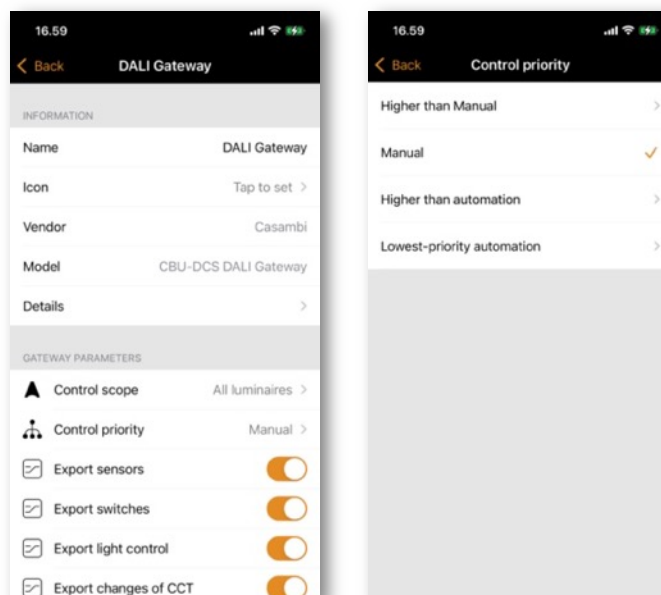 16.59
Back DALI Gateway
INFORMATION
Name DALI Gateway
Icon Tap to set
Vendor Casambi
Model CBU-DCS DALI Gateway
Details
GATEWAY PARAMETERS
Control scope All luminaires
Control priority Manual
Export sensors
Export switches
Export light control
Export changes of CCT
16.59
Back Control priority
Higher than Manual
Manual
Higher than automation
Lowest-priority automation